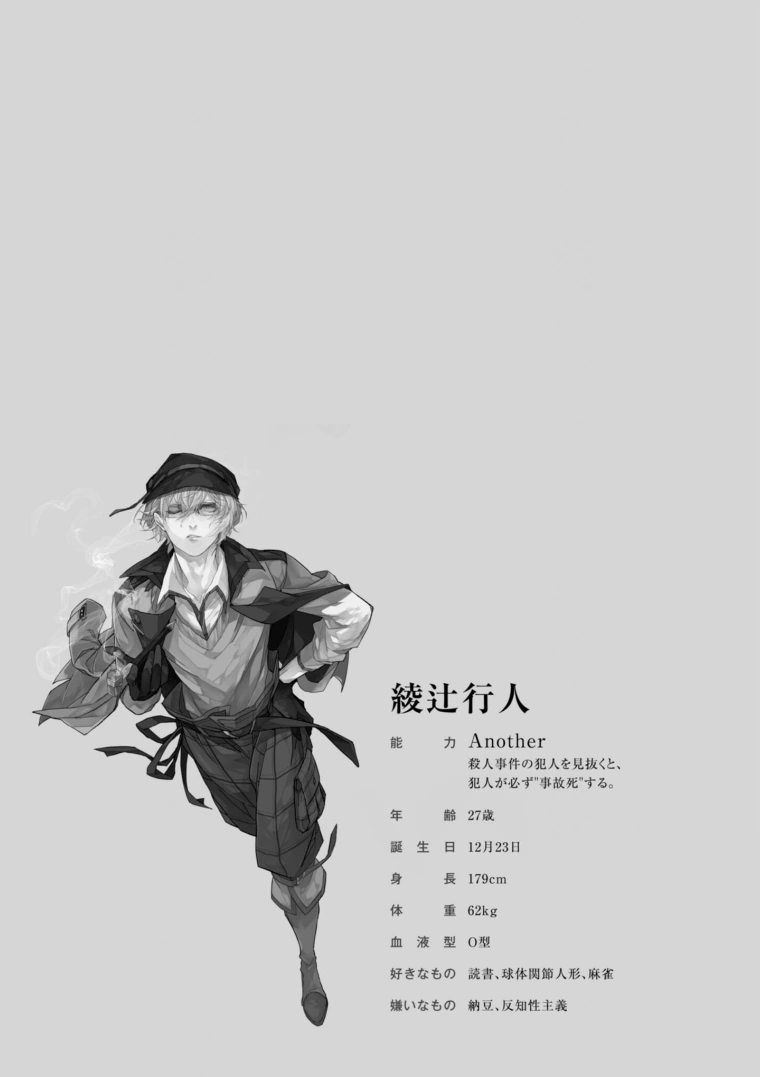 綾辻行人
能力 Another
殺人事件の犯人を見抜くと、
犯人が必ず"事故死"する。
年齢 27歳
誕生日 12月23日
身長 179cm
体重 62kg
血液型 O型
好きなもの 読書、球体関節人形、麻雀
嫌いなもの 納豆、反知性主義